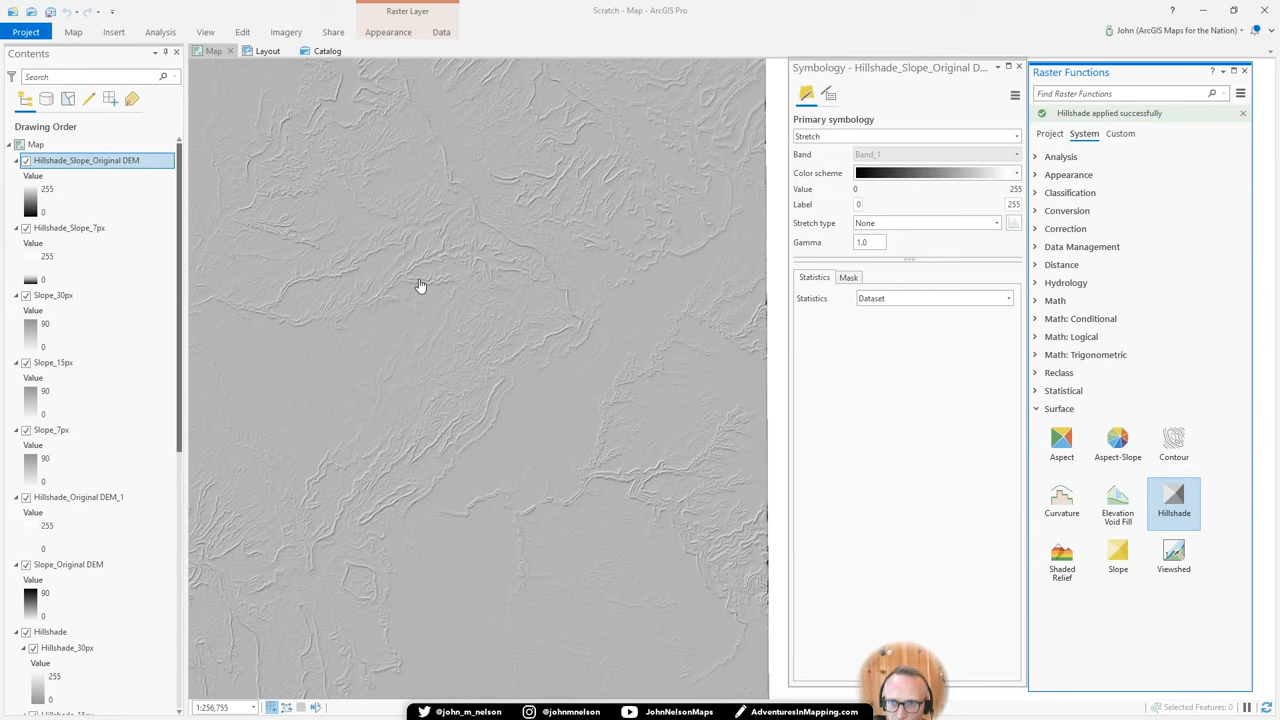 Raster Layer
Scratch - Map - ArcGIS Pro
Project
Map
Insert
Analysis
View
Edit
Imagery
Share
Appearance
Data
John (ArcGIS Maps for the Nation)
Contents
Map
Layout
Catalog
Search
Drawing Order
Map
Hillshade_Slope_Original DEM
Value
255
0
Hillshade_Slope_7px
Value
255
0
Slope_30px
Value
90
0
Slope_15px
Value
90
0
Slope_7px
Value
90
0
Hillshade_Original DEM_1
Value
255
0
Slope_Original DEM
Value
90
0
Hillshade
Hillshade_30px
Value
255
0
1:256,755
Symbology - Hillshade_Slope_Original D...
Primary symbology
Stretch
Band
Band_1
Color scheme
Value
0
255
Label
0
255
Stretch type
None
Gamma
1.0
Statistics
Mask
Statistics
Dataset
Raster Functions
Find Raster Functions
Hillshade applied successfully
Project
System
Custom
Analysis
Appearance
Classification
Conversion
Correction
Data Management
Distance
Hydrology
Math
Math: Conditional
Math: Logical
Math: Trigonometric
Reclass
Statistical
Surface
Aspect
Aspect-Slope
Contour
Curvature
Elevation Void Fill
Hillshade
Shaded Relief
Slope
Viewshed
@john_m_nelson
@johnmnelson
JohnNelsonMaps
AdventuresInMapping.com
Selected Features: 0